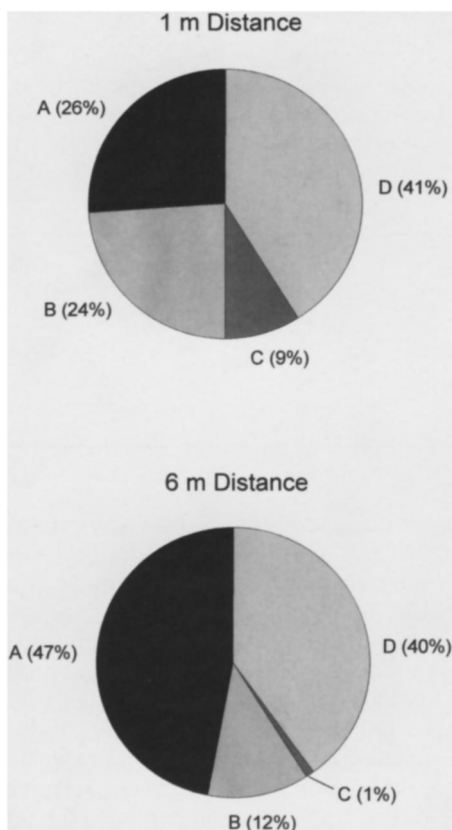 1 m Distance
A (26%)
D (41%)
B (24%)
C (9%)
6 m Distance
A (47%)
D (40%)
C (1%)
B (12%)